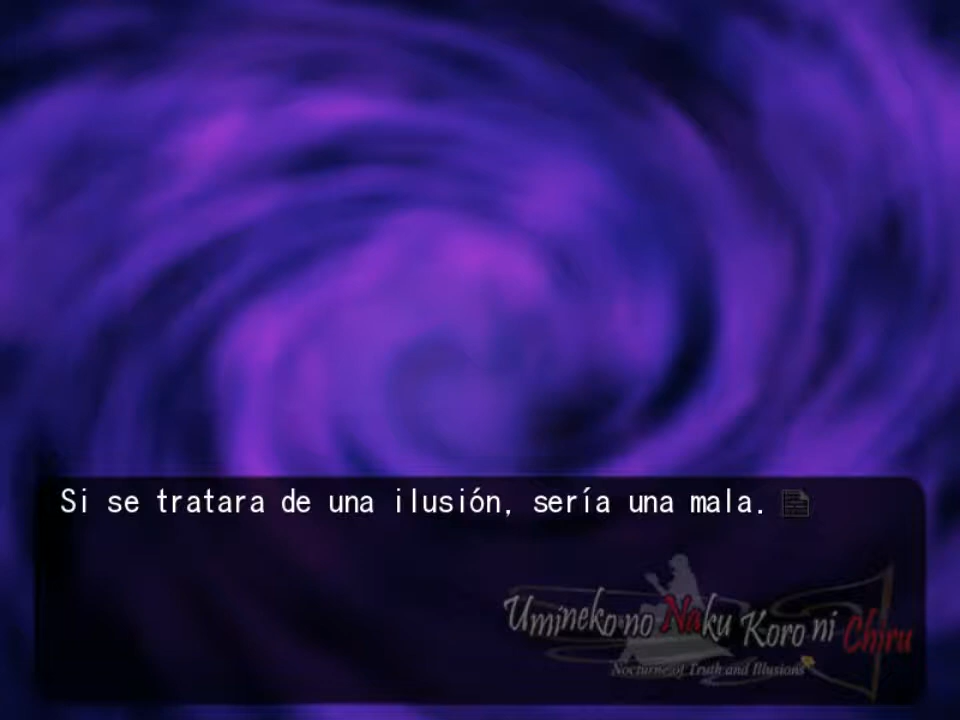 Si se tratara de una ilusión, sería una mala.
Umineko no Naku Koro ni Chiru
Nocturne of Truth and Illusions